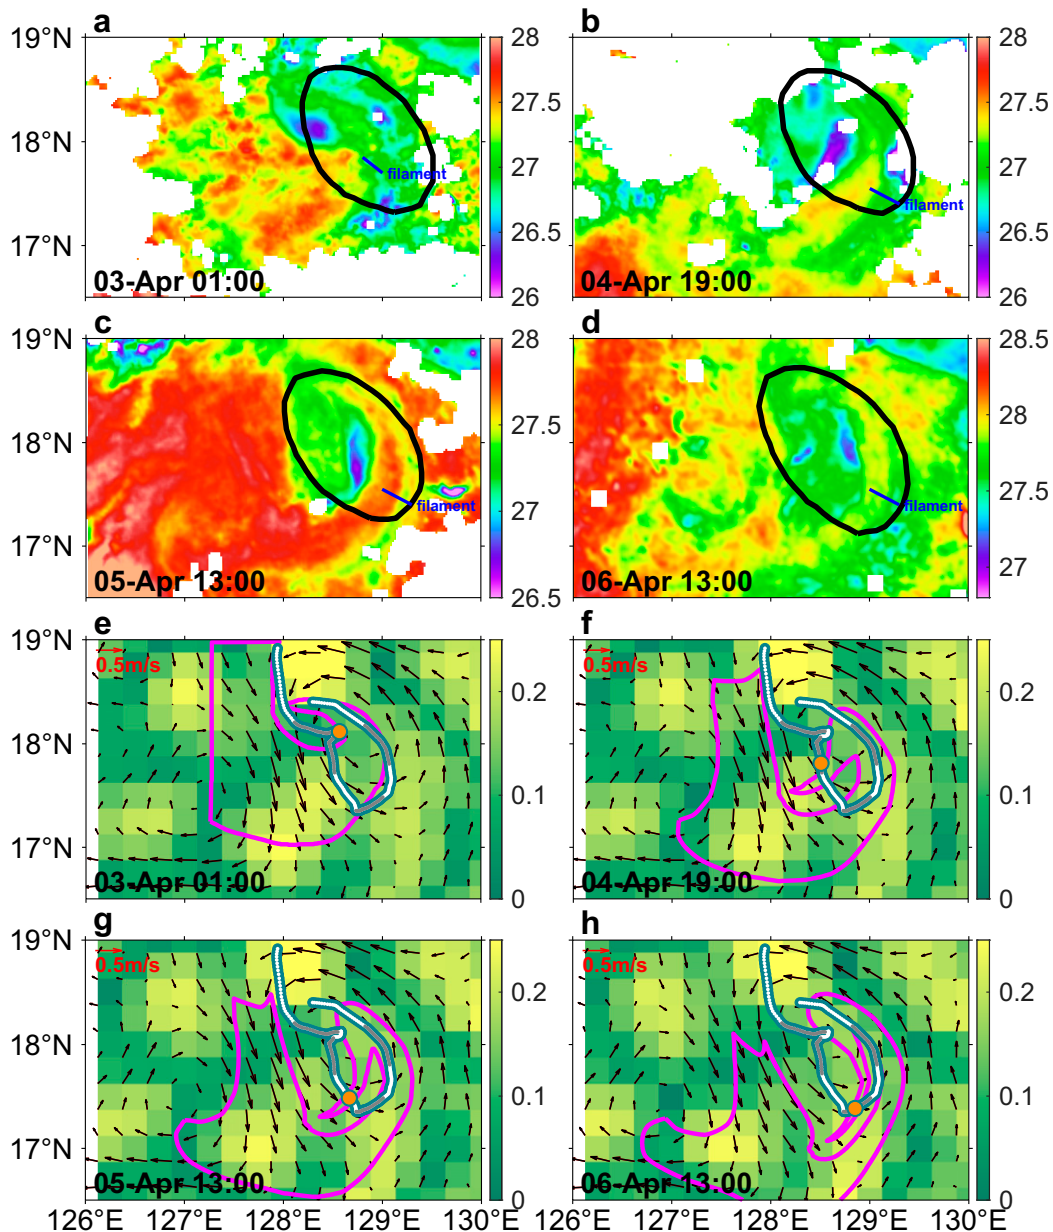 a
b
19°N
18°N
17°N
28
27.5
27
26.5
26
28
27.5
27
26.5
26
filament
filament
03-Apr 01:00
04-Apr 19:00
c
d
19°N
18°N
17°N
28
27.5
27
26.5
28.5
28
27.5
27
filament
filament
05-Apr 13:00
06-Apr 13:00
e
f
19°N
18°N
17°N
0.5m/s
0.5m/s
0.2
0.1
0
0.2
0.1
0
03-Apr 01:00
04-Apr 19:00
g
h
19°N
18°N
17°N
0.5m/s
0.5m/s
0.2
0.1
0
0.2
0.1
0
05-Apr 13:00
06-Apr 13:00
126°E 127°E 128°E 129°E 130°E
126°E 127°E 128°E 129°E 130°E